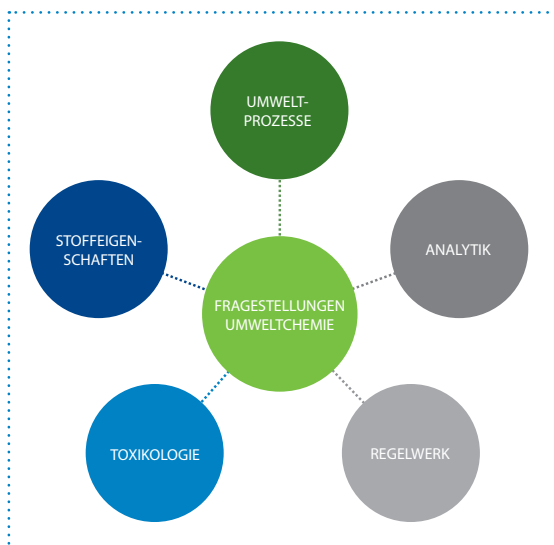 UMWELT-
PROZESSE
STOFFEIGEN-
SCHAFTEN
ANALYTIK
FRAGESTELLUNGEN
UMWELTCHEMIE
TOXIKOLOGIE
REGELWERK